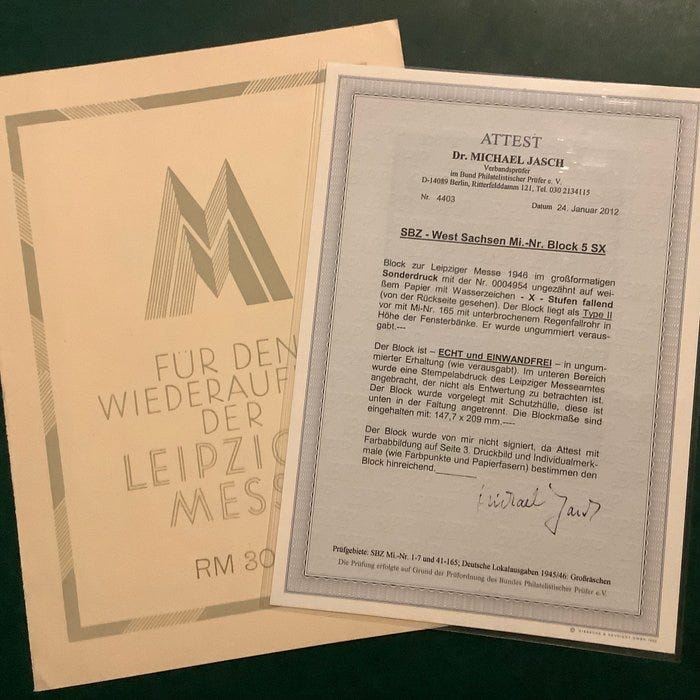 FÜR DEN
WIEDERAUF
DER
LEIPZIG
MESS
RM 30
ATTEST
Dr. MICHAEL JASCH
Verbandsprüfer
im Bund Philatelistischer Prüfer e. V.
D-14089 Berlin, Ritterfelddamm 121, Tel. 030 2134115
Nr. 4403 Datum 24. Januar 2012
SBZ - West Sachsen Mi.-Nr. Block 5 SX
Block zur Leipziger Messe 1946 im großformatigen
Sonderdruck mit der Nr. 0004954 ungezähnt auf wei-
ßem Papier mit Wasserzeichen - X - Stufen fallend
(von der Rückseite gesehen). Der Block liegt als Type II
vor mit Mi-Nr. 165 mit unterbrochenem Regenfallrohr in
Höhe der Fensterbänke. Er wurde ungummiert veraus-
gabt.---
Der Block ist – ECHT und EINWANDFREI – in ungum-
mierter Erhaltung (wie verausgabt). Im unteren Bereich
wurde eine Stempelabdruck des Leipziger Messeamtes
angebracht, der nicht als Entwertung zu betrachten ist.
Der Block wurde vorgelegt mit Schutzhülle, diese ist
unten in der Faltung angetrennt. Die Blockmaße sind
eingehalten mit: 147,7 x 209 mm.----
Der Block wurde von mir nicht signiert, da Attest mit
Farbabbildung auf Seite 3. Druckbild und Individualmerk-
male (wie Farbpunkte und Papierfasern) bestimmen den
Block hinreichend.
Michael Jasch
Prüfgebiete: SBZ Mi.-Nr. 1-7 und 41-165; Deutsche Lokalausgaben 1945/46: Großräschen
Die Prüfung erfolgte auf Grund der Prüfordnung des Bundes Philatelistischer Prüfer e.V.